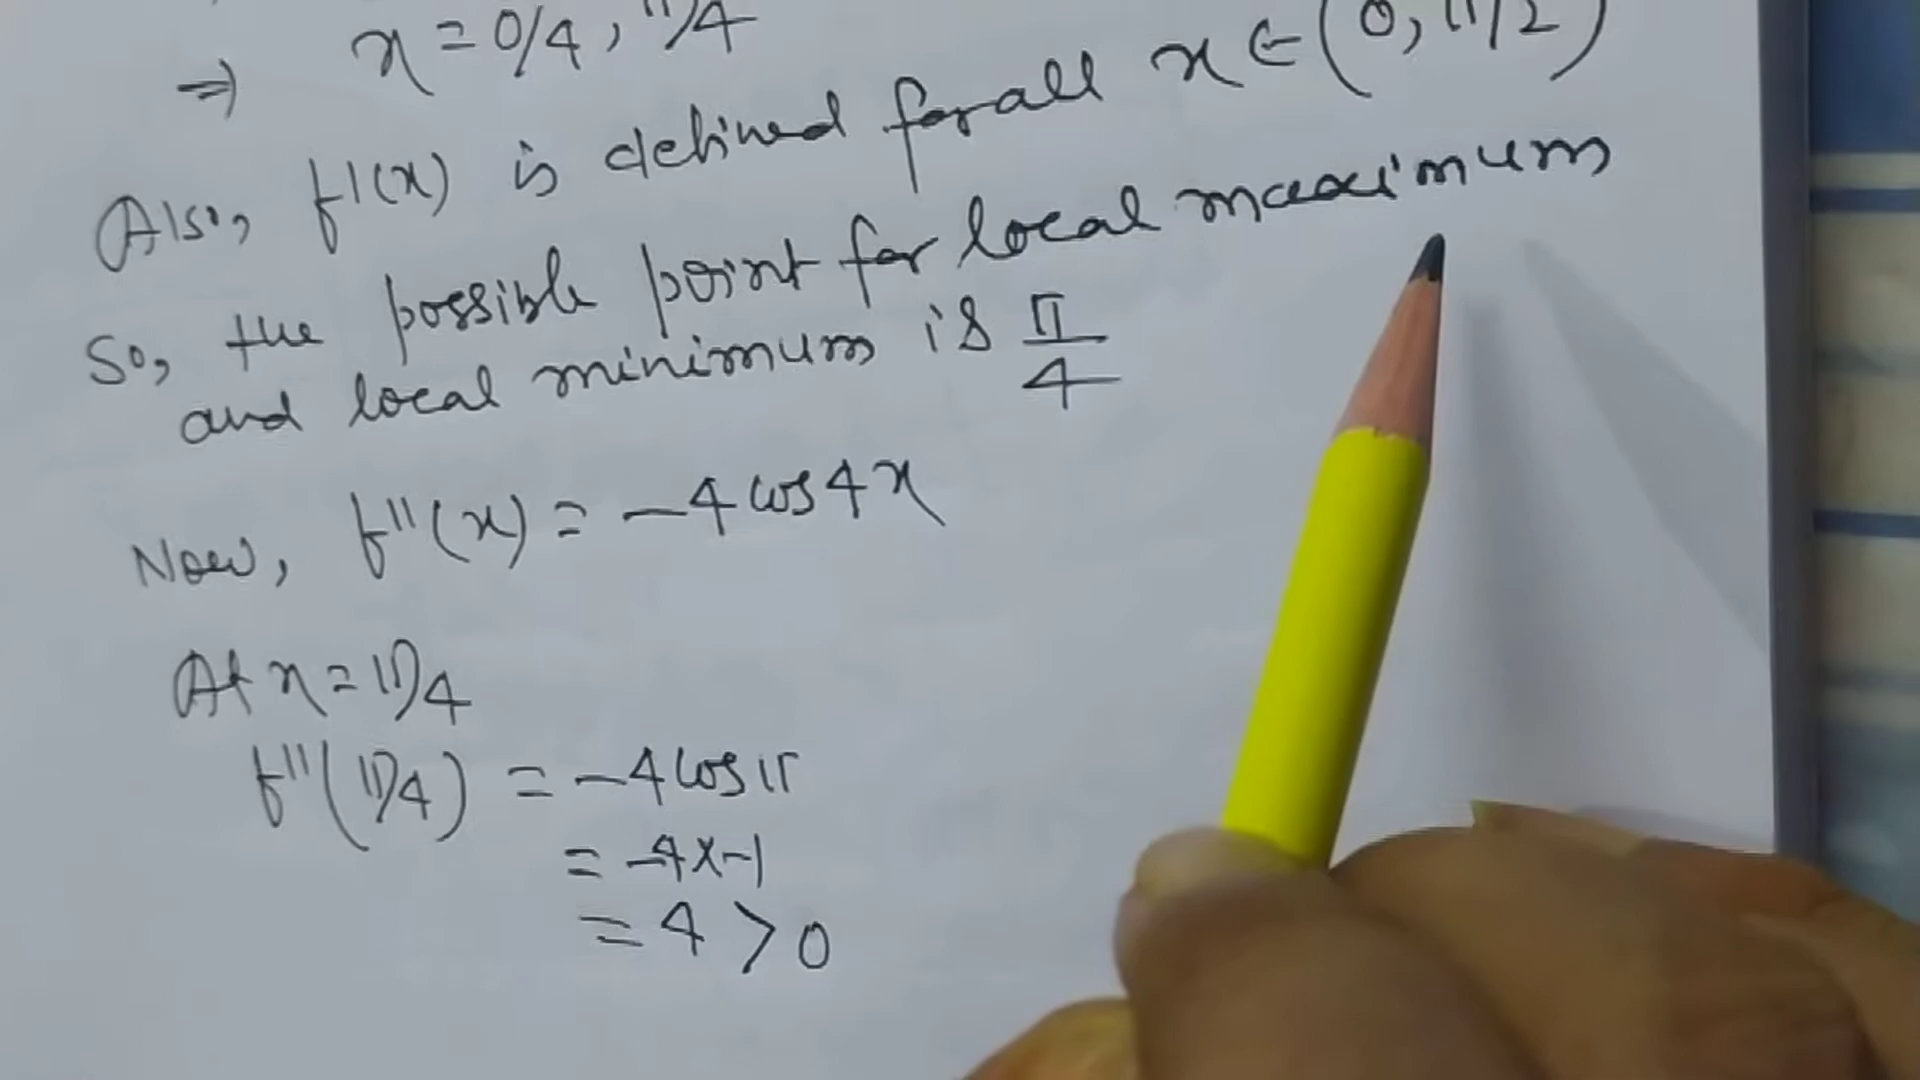 ⇒ x = 0/4, π/4
Also, f'(x) is defined for all x ∈ (0, π/2)
So, the possible point for local maximum
and local minimum is π/4
Now, f''(x) = -4 cos 4x
At x = π/4
f''(π/4) = -4 cos π
= -4 x -1
= 4 > 0